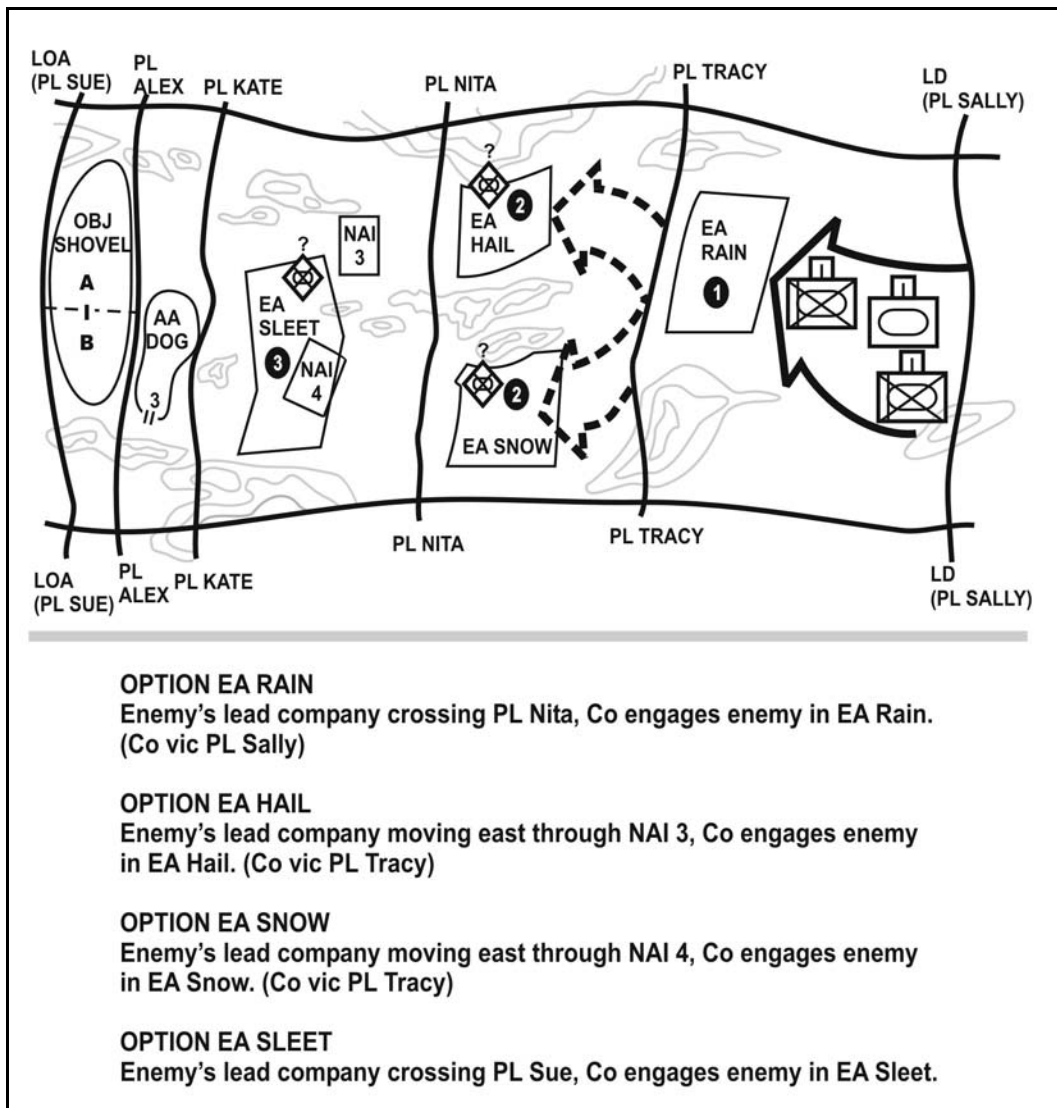 LOA
(PL SUE)
PL
ALEX
PL KATE
PL NITA
PL TRACY
LD
(PL SALLY)
OBJ
SHOVEL
A
I
B
AA
DOG
3
?
EA
SLEET
3
NAI
3
NAI
4
?
EA
HAIL
2
?
2
EA SNOW
EA
RAIN
1
LOA
(PL SUE)
PL
ALEX
PL KATE
PL NITA
PL TRACY
LD
(PL SALLY)
OPTION EA RAIN
Enemy’s lead company crossing PL Nita, Co engages enemy in EA Rain.
(Co vic PL Sally)
OPTION EA HAIL
Enemy’s lead company moving east through NAI 3, Co engages enemy
in EA Hail. (Co vic PL Tracy)
OPTION EA SNOW
Enemy’s lead company moving east through NAI 4, Co engages enemy
in EA Snow. (Co vic PL Tracy)
OPTION EA SLEET
Enemy’s lead company crossing PL Sue, Co engages enemy in EA Sleet.